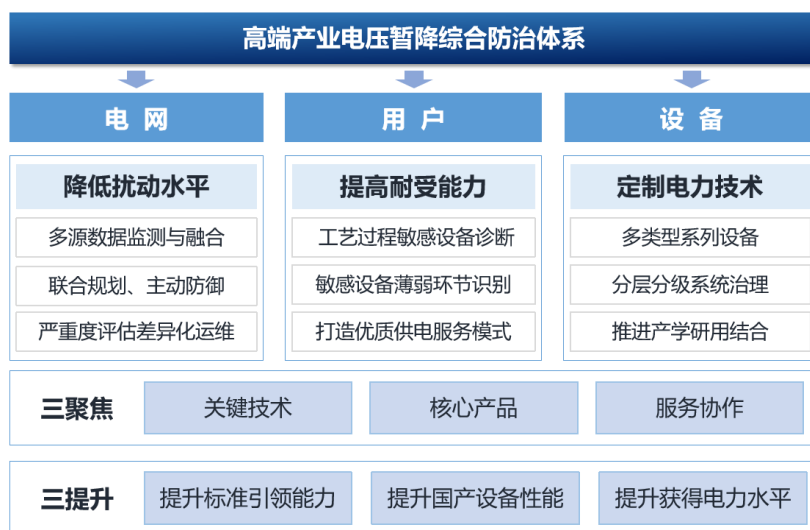 高端产业电压暂降综合防治体系
电 网
用 户
设 备
降低扰动水平
多源数据监测与融合
联合规划、主动防御
严重度评估差异化运维
提高耐受能力
工艺过程敏感设备诊断
敏感设备薄弱环节识别
打造优质供电服务模式
定制电力技术
多类型系列设备
分层分级系统治理
推进产学研用结合
三聚焦
关键技术
核心产品
服务协作
三提升
提升标准引领能力
提升国产设备性能
提升获得电力水平